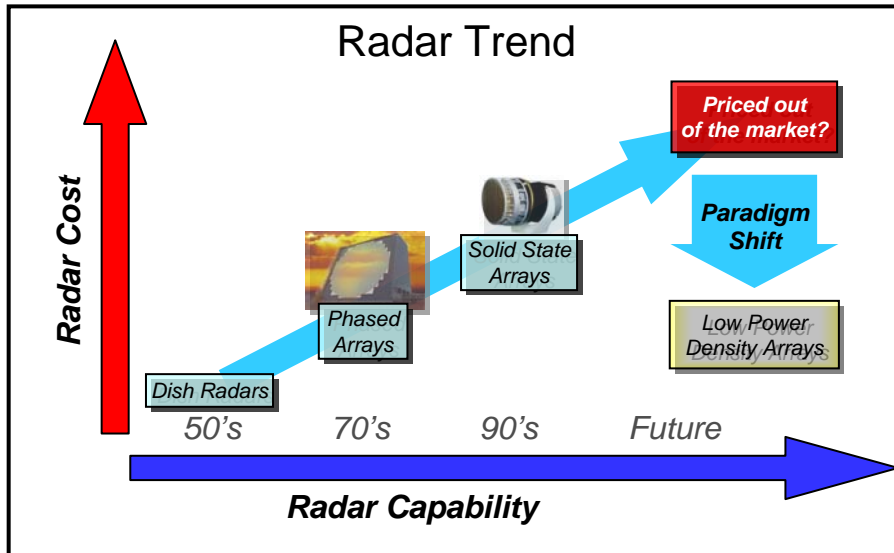 Radar Trend
Priced out
of the market?
Paradigm
Shift
Solid State
Arrays
Phased
Arrays
Low Power
Density Arrays
Dish Radars
Radar Cost
50's
70's
90's
Future
Radar Capability